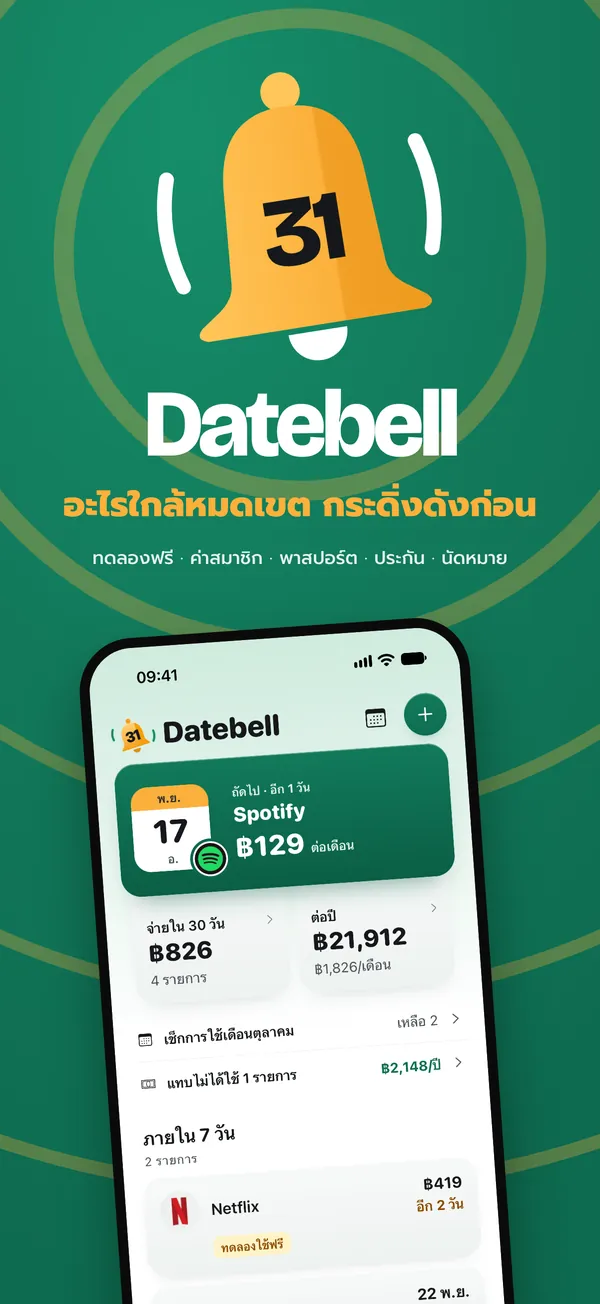 31
Datebell
อะไรใกล้หมดเขต กระดิ่งดังก่อน
ทดลองฟรี · ค่าสมาชิก · พาสปอร์ต · ประกัน · นัดหมาย
09:41
31 Datebell
พ.ย.
17
อ.
ถัดไป · อีก 1 วัน
Spotify
฿129 ต่อเดือน
จ่ายใน 30 วัน
฿826
4 รายการ
ต่อปี
฿21,912
฿1,826/เดือน
เช็กการใช้เดือนตุลาคม เหลือ 2
แทบไม่ได้ใช้ 1 รายการ ฿2,148/ปี
ภายใน 7 วัน
2 รายการ
N Netflix ฿419
อีก 2 วัน
ทดลองใช้ฟรี
22 พ.ย.